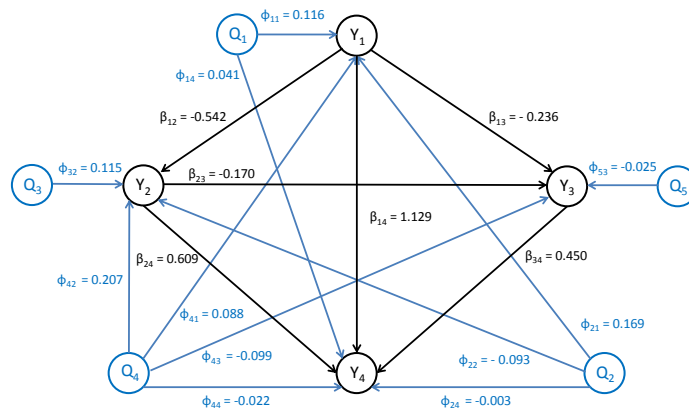 ϕ₁₁ = 0.116
Q₁
Y₁
ϕ₁₄ = 0.041
β₁₂ = -0.542
β₁₃ = - 0.236
ϕ₃₂ = 0.115
β₂₃ = -0.170
ϕ₅₃ = -0.025
Q₃
Y₂
Y₃
Q₅
β₁₄ = 1.129
β₂₄ = 0.609
β₃₄ = 0.450
ϕ₄₂ = 0.207
ϕ₄₁ = 0.088
ϕ₂₁ = 0.169
ϕ₄₃ = -0.099
ϕ₂₂ = - 0.093
Q₄
Y₄
Q₂
ϕ₄₄ = -0.022
ϕ₂₄ = -0.003